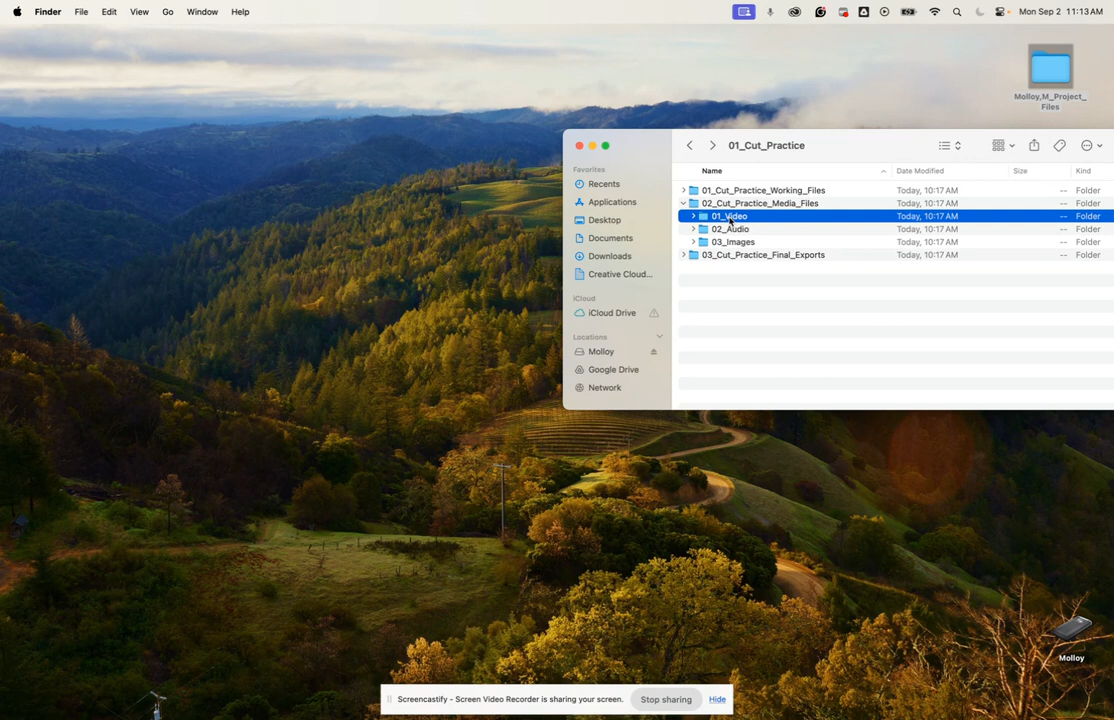 Finder File Edit View Go Window Help Mon Sep 2 11:13 AM
Molloy,M_Project_
Files
01_Cut_Practice
Favorites
Recents
Applications
Desktop
Documents
Downloads
Creative Cloud...
iCloud
iCloud Drive
Locations
Molloy
Google Drive
Network
Name Date Modified Size Kind
01_Cut_Practice_Working_Files Today, 10:17 AM -- Folder
02_Cut_Practice_Media_Files Today, 10:17 AM -- Folder
01_Video Today, 10:17 AM -- Folder
02_Audio Today, 10:17 AM -- Folder
03_Images Today, 10:17 AM -- Folder
03_Cut_Practice_Final_Exports Today, 10:17 AM -- Folder
Molloy
Screencastify - Screen Video Recorder is sharing your screen. Stop sharing Hide